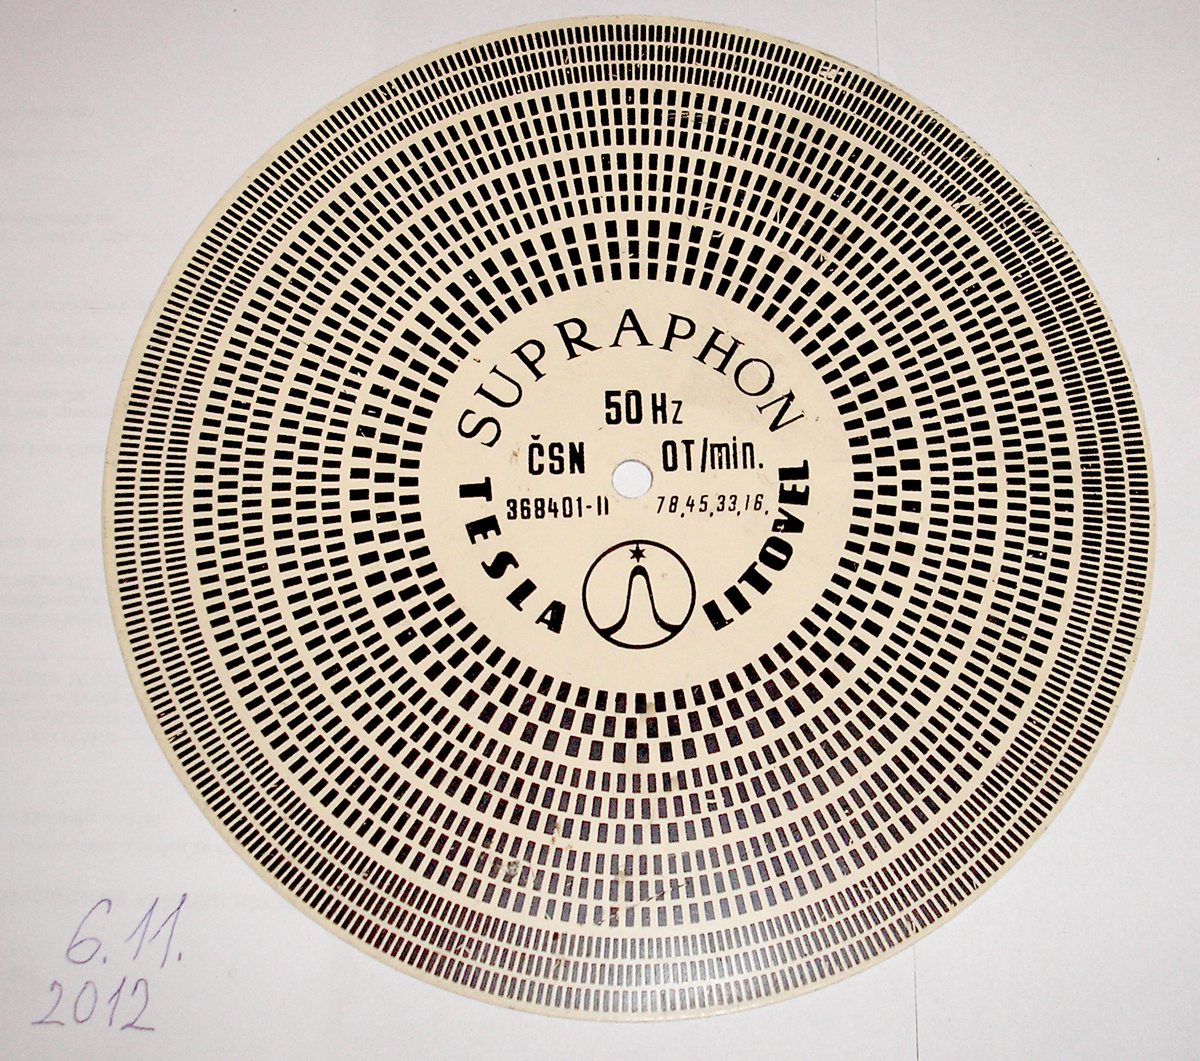 SUPRAPHON
50 Hz
ČSN OT/min.
368401-II 78,45,33,16,
TESLA LITOVEL
6.11.
2012